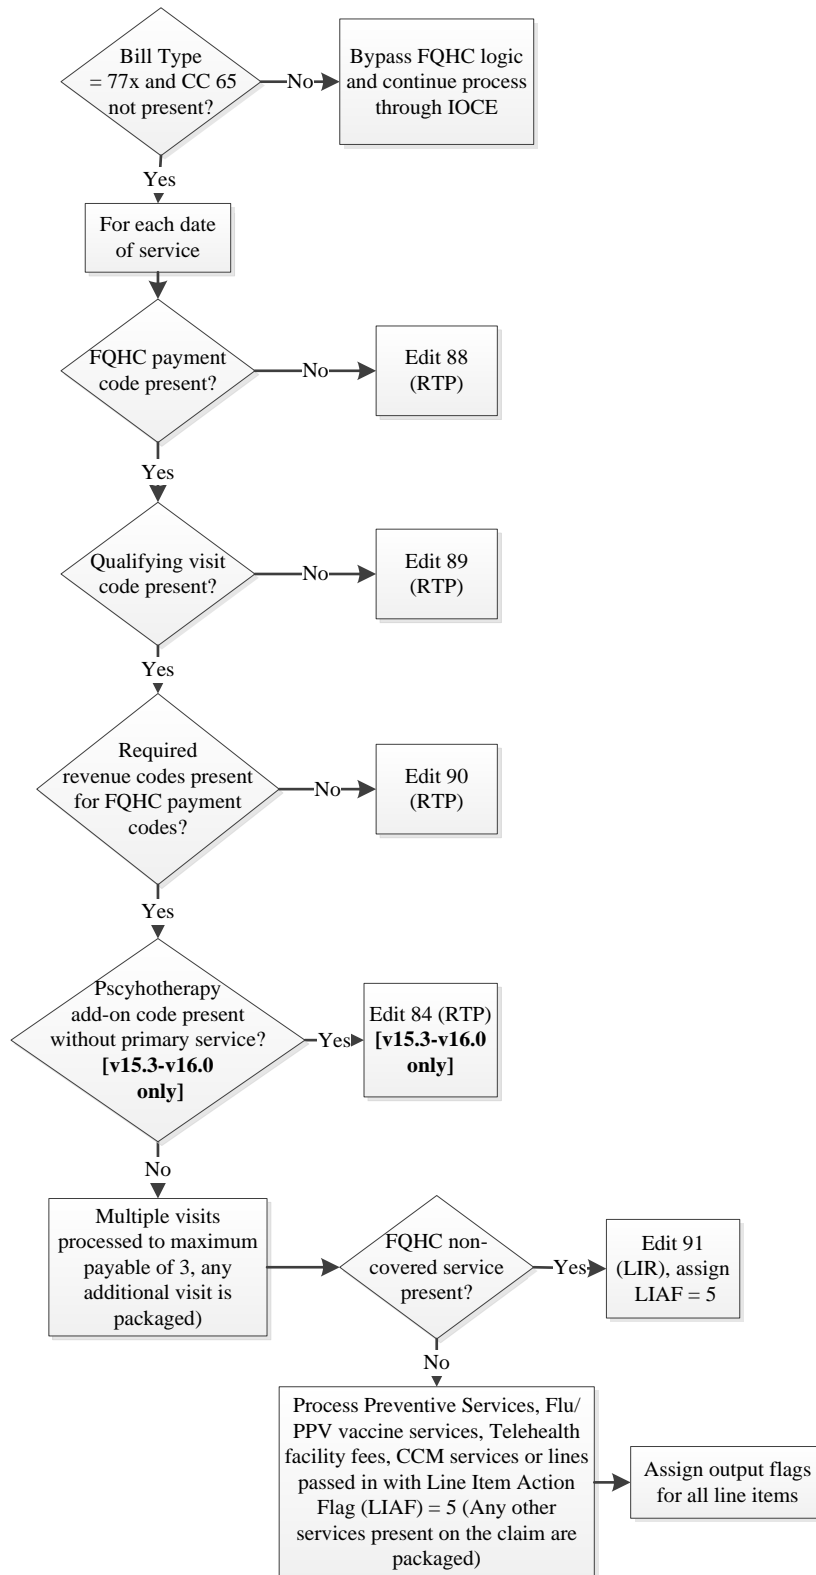 Bill Type
= 77x and CC 65
not present?
No
Bypass FQHC logic
and continue process
through IOCE
Yes
For each date
of service
FQHC payment
code present?
No
Edit 88
(RTP)
Yes
Qualifying visit
code present?
No
Edit 89
(RTP)
Yes
Required
revenue codes present
for FQHC payment
codes?
No
Edit 90
(RTP)
Yes
Pscyhotherapy
add-on code present
without primary service?
[v15.3-v16.0
only]
Yes
Edit 84 (RTP)
[v15.3-v16.0
only]
No
Multiple visits
processed to maximum
payable of 3, any
additional visit is
packaged)
FQHC non-
covered service
present?
Yes
Edit 91
(LIR), assign
LIAF = 5
No
Process Preventive Services, Flu/
PPV vaccine services, Telehealth
facility fees, CCM services or lines
passed in with Line Item Action
Flag (LIAF) = 5 (Any other
services present on the claim are
packaged)
Assign output flags
for all line items